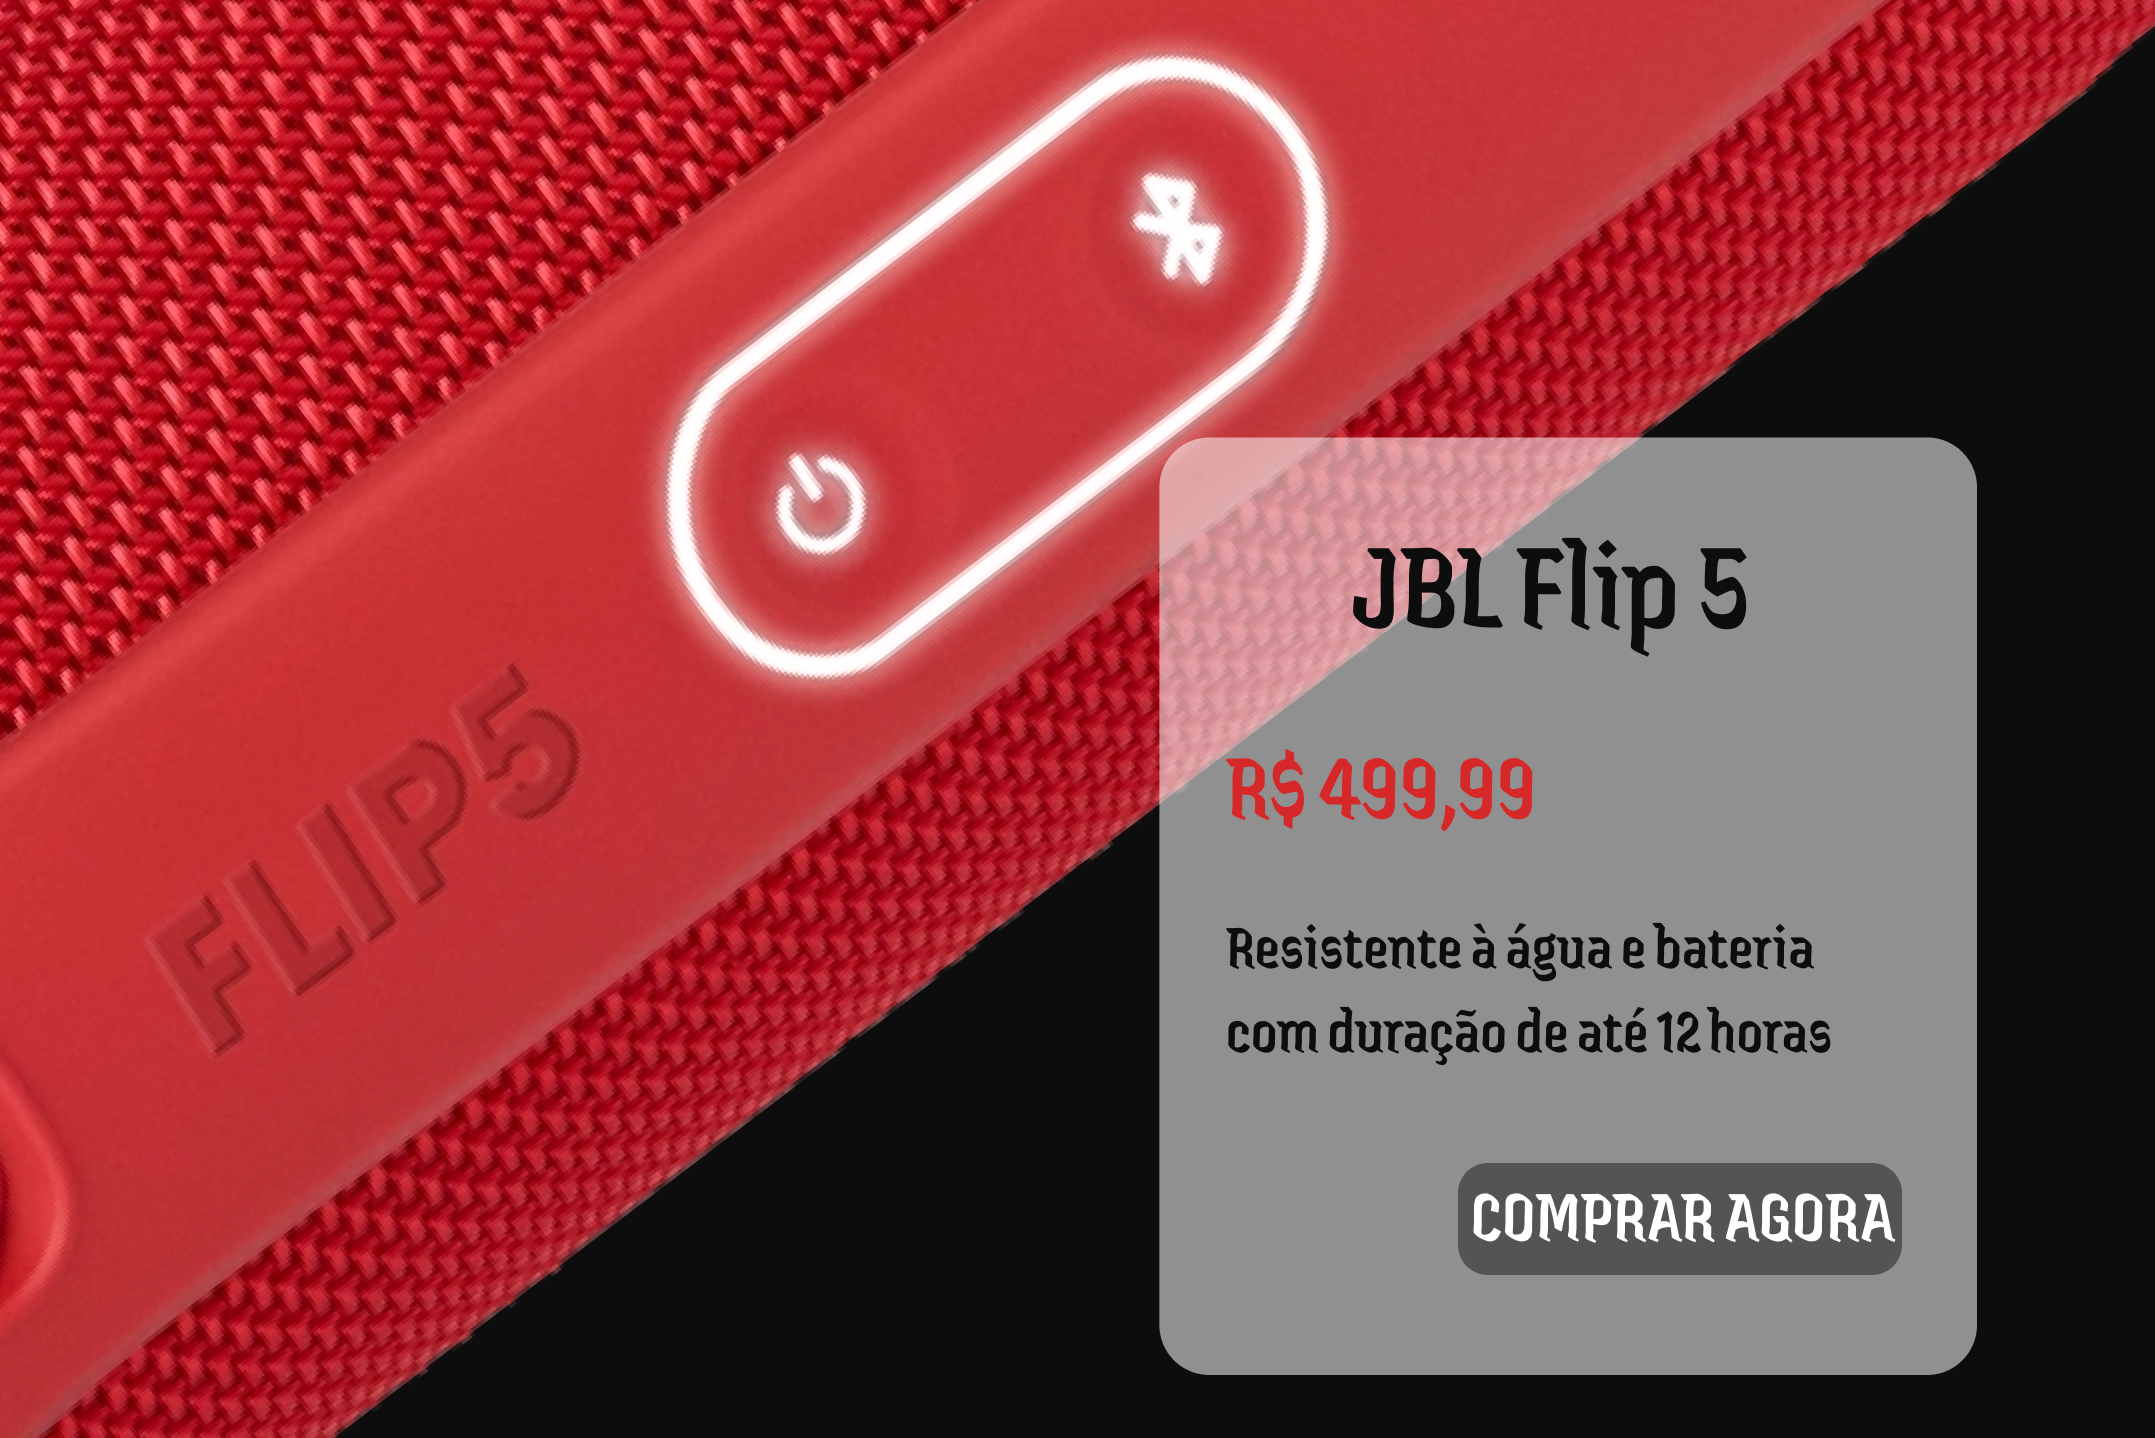 FLIP5
JBL Flip 5
R$ 499,99
Resistente à água e bateria
com duração de até 12 horas
COMPRAR AGORA